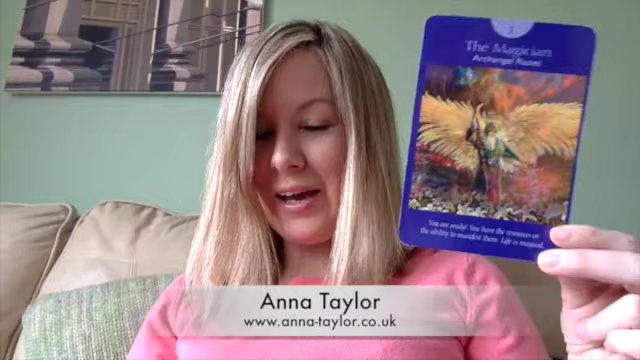 I
The Magician
Archangel Raziel
You are ready! You have the resources or
the ability to manifest them. Life is magical.
Anna Taylor
www.anna-taylor.co.uk